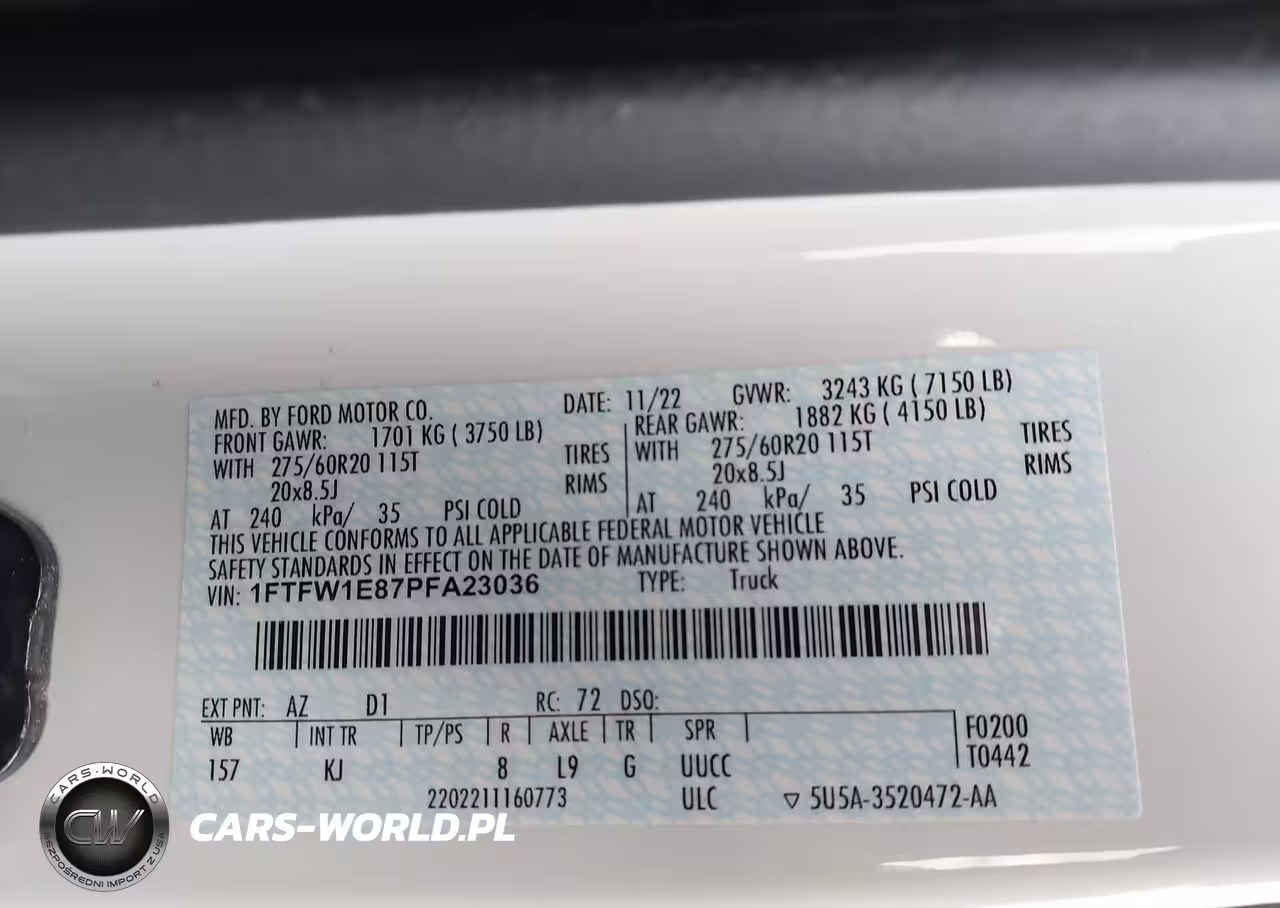 MFD. BY FORD MOTOR CO. DATE: 11/22 GVWR: 3243 KG ( 7150 LB)
FRONT GAWR: 1701 KG ( 3750 LB) REAR GAWR: 1882 KG ( 4150 LB)
WITH 275/60R20 115T TIRES WITH 275/60R20 115T TIRES
20x8.5J RIMS 20x8.5J RIMS
AT 240 kPa/ 35 PSI COLD AT 240 kPa/ 35 PSI COLD
THIS VEHICLE CONFORMS TO ALL APPLICABLE FEDERAL MOTOR VEHICLE
SAFETY STANDARDS IN EFFECT ON THE DATE OF MANUFACTURE SHOWN ABOVE.
VIN: 1FTFW1E87PFA23036 TYPE: Truck
EXT PNT: AZ D1 RC: 72 DSO:
WB INT TR TP/PS R AXLE TR SPR F0200
157 KJ 8 L9 G UUCC T0442
2202211160773 ULC ▽ 5U5A-3520472-AA
CARS-WORLD
CW
BEZPOŚREDNI IMPORT Z USA
CARS-WORLD.PL